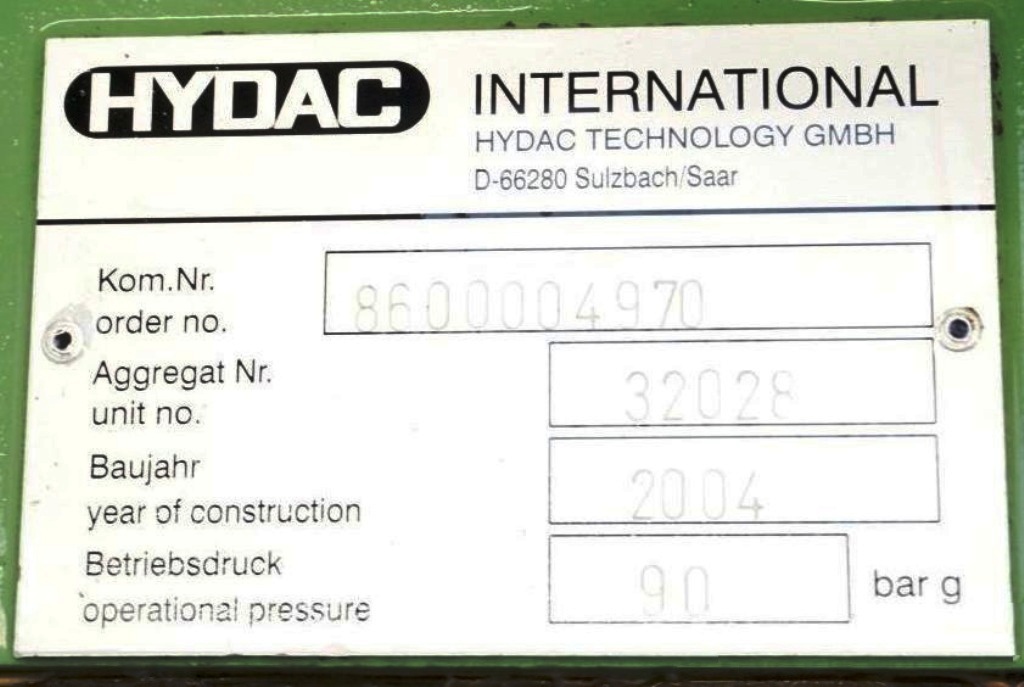 HYDAC INTERNATIONAL
HYDAC TECHNOLOGY GMBH
D-66280 Sulzbach/Saar
Kom.Nr.
order no. 8600004970
Aggregat Nr.
unit no. 32028
Baujahr
year of construction 2004
Betriebsdruck
operational pressure 90 bar g